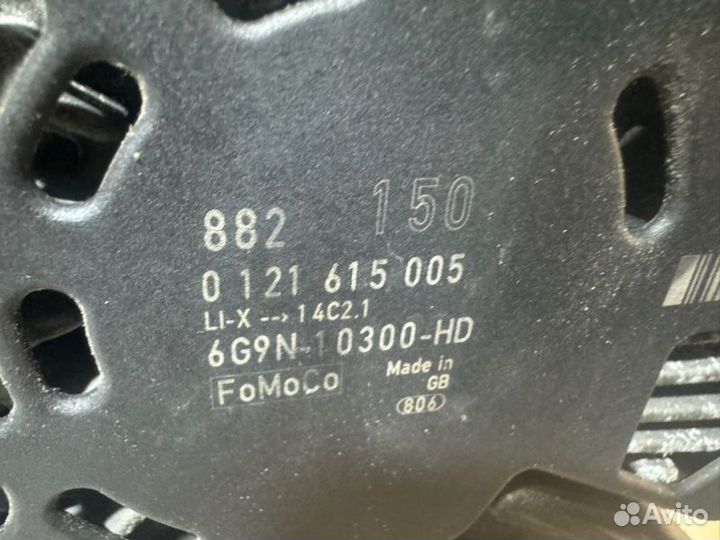 882 150
0 121 615 005
LI-X --> 14C2.1
6G9N-10300-HD
FoMoCo Made in
GB
806
Avito